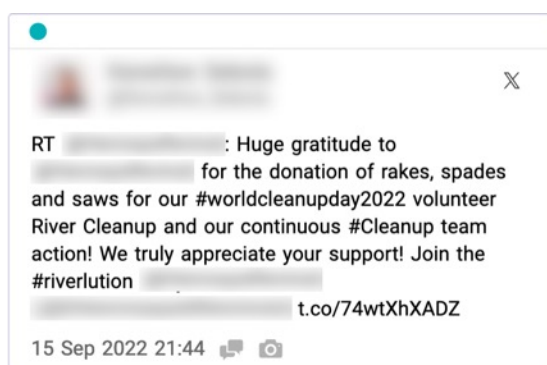 RT : Huge gratitude to
for the donation of rakes, spades
and saws for our #worldcleanupday2022 volunteer
River Cleanup and our continuous #Cleanup team
action! We truly appreciate your support! Join the
#riverlution
t.co/74wtXhXADZ
15 Sep 2022 21:44